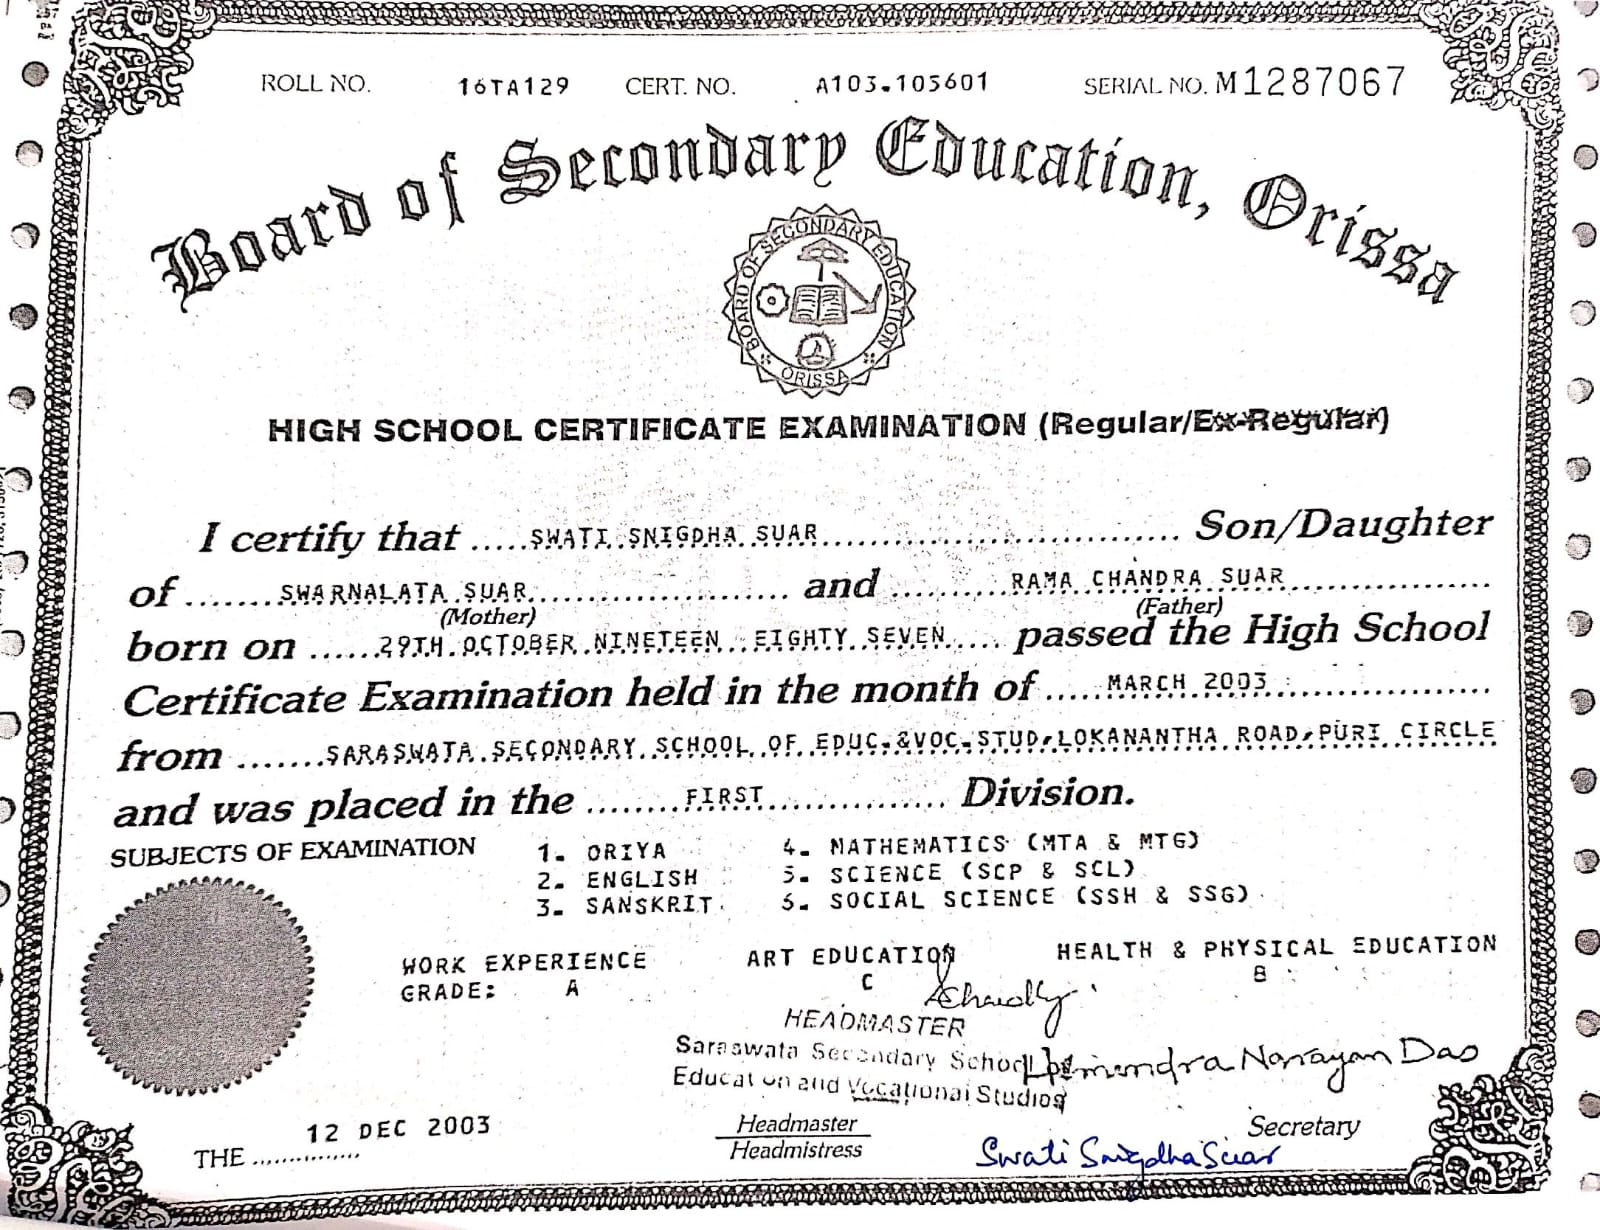 ROLL NO. 16TA129 CERT. NO. A103.105601 SERIAL NO. M1287067
Board of Secondary Education, Orissa
BOARD OF SECONDARY EDUCATION
ORISSA
HIGH SCHOOL CERTIFICATE EXAMINATION (Regular/Ex-Regular)
I certify that .....SWATI SNIGDHA SUAR............................... Son/Daughter
of ........SWARNALATA SUAR...................... and ..........RAMA CHANDRA SUAR..................
(Mother) (Father)
born on ......29TH OCTOBER NINETEEN EIGHTY SEVEN..... passed the High School
Certificate Examination held in the month of .....MARCH 2003...................
from .......SARASWATA SECONDARY SCHOOL OF EDUC.&VOC.STUD,LOKANANTHA ROAD,PURI CIRCLE
and was placed in the ........FIRST............... Division.
SUBJECTS OF EXAMINATION 1. ORIYA 4. MATHEMATICS (MTA & MTG)
2. ENGLISH 5. SCIENCE (SCP & SCL)
3. SANSKRIT 6. SOCIAL SCIENCE (SSH & SSG)
WORK EXPERIENCE ART EDUCATION HEALTH & PHYSICAL EDUCATION
GRADE: A C B
HEADMASTER
Saraswata Secondary School
Narayan Das
Education and Vocational Studies
THE .............. 12 DEC 2003
Headmaster
Headmistress
Secretary
Swati Snigdha Suar